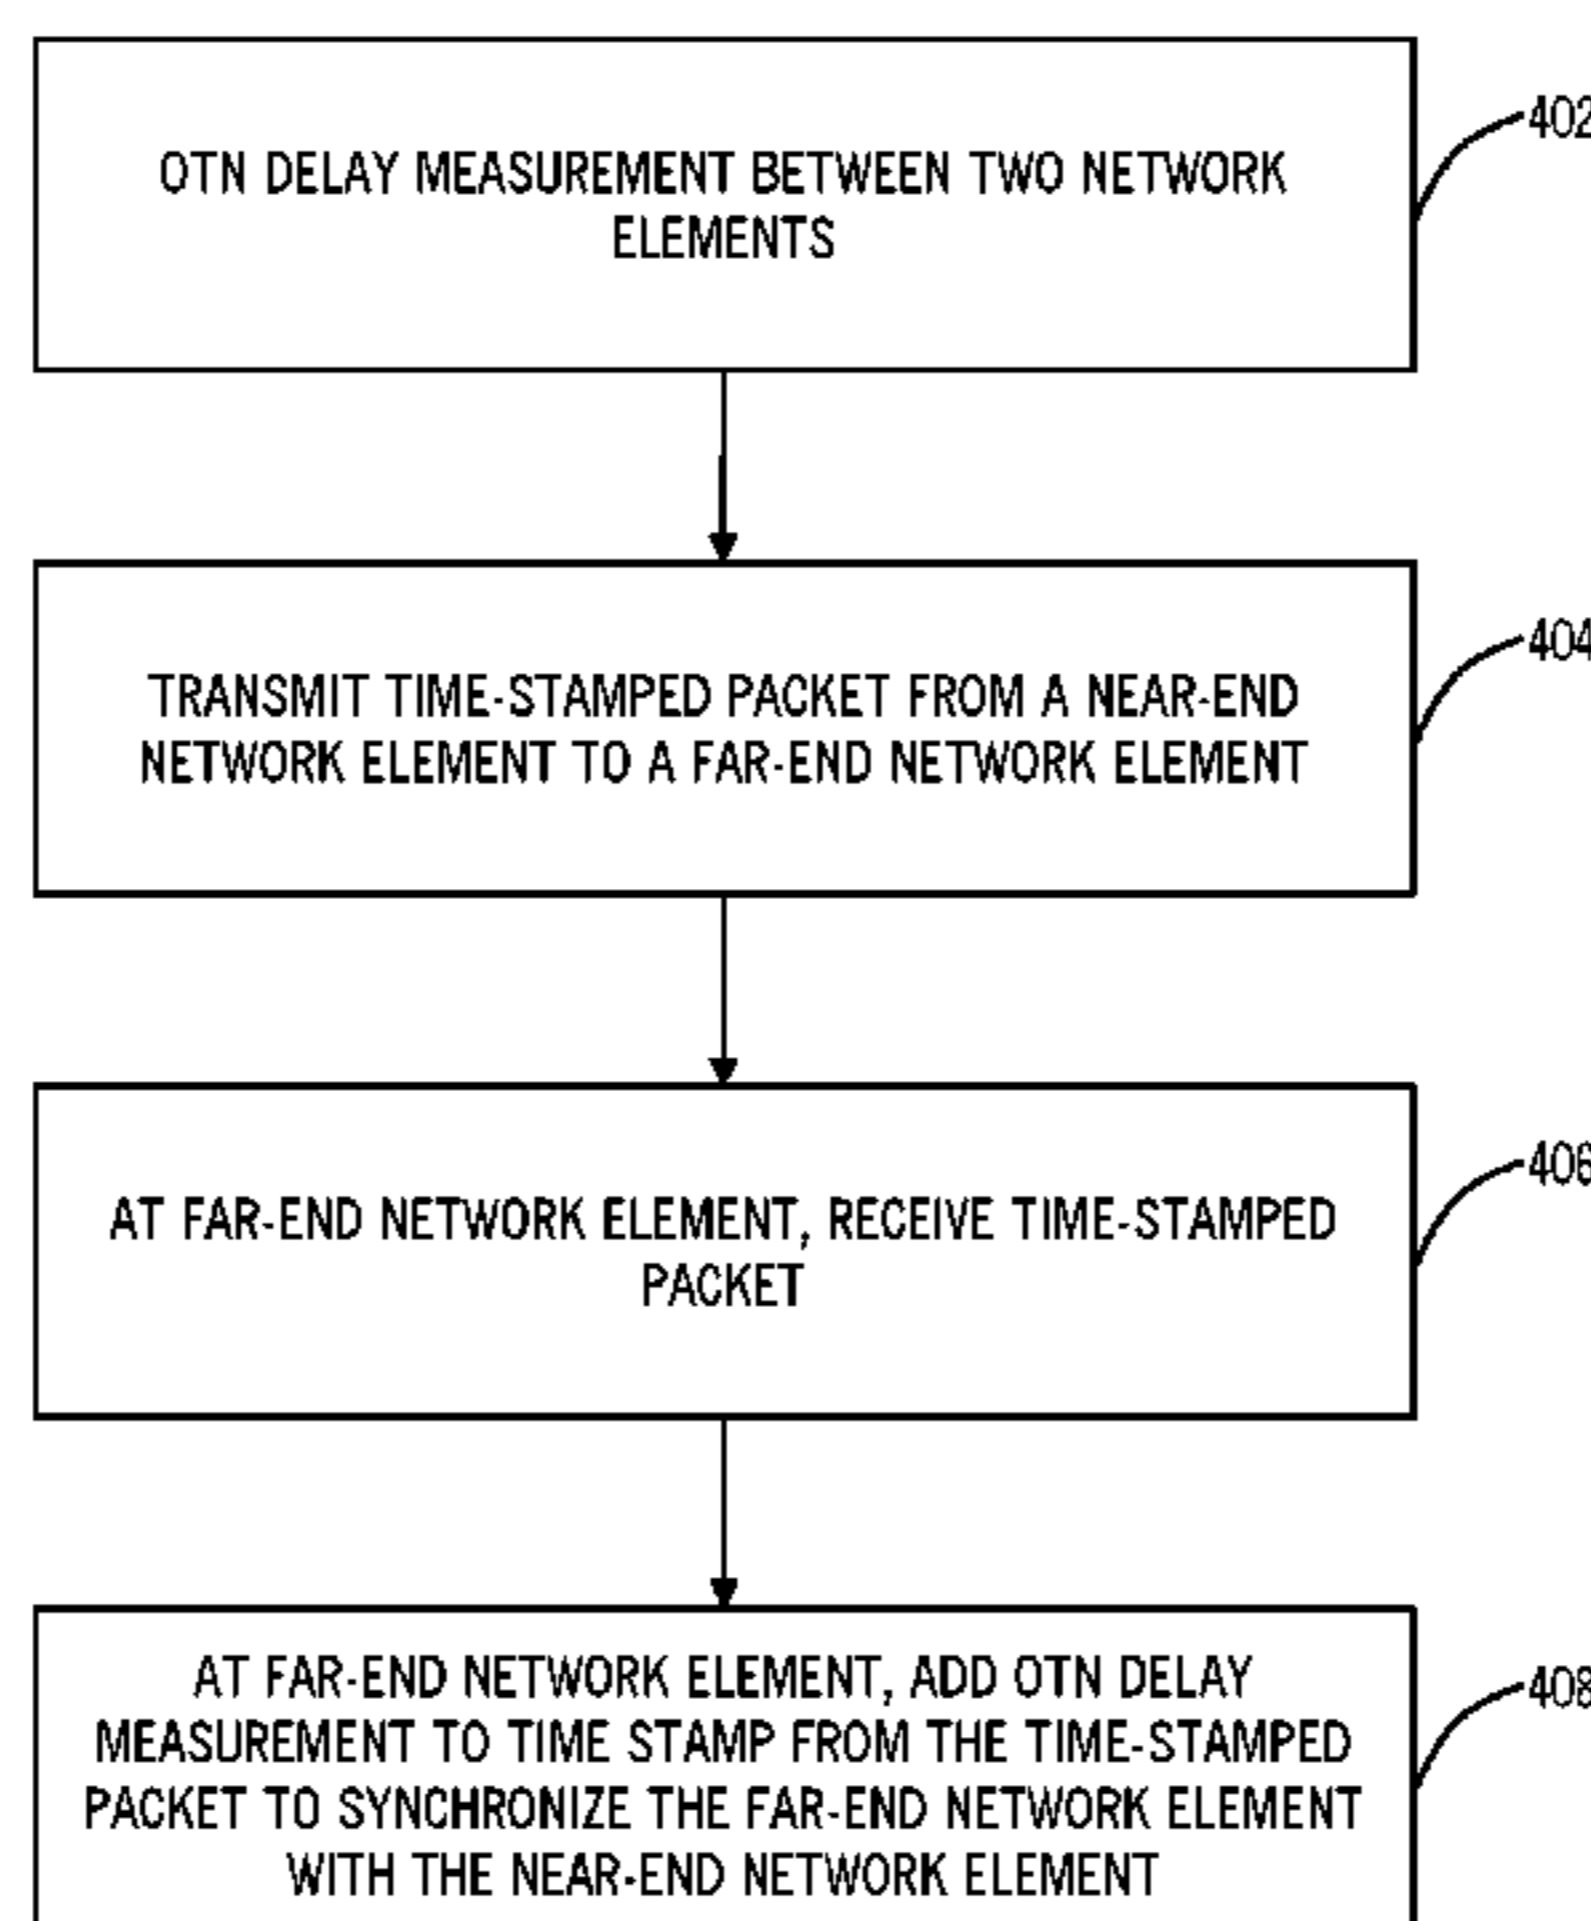 OTN DELAY MEASUREMENT BETWEEN TWO NETWORK
ELEMENTS
402
TRANSMIT TIME-STAMPED PACKET FROM A NEAR-END
NETWORK ELEMENT TO A FAR-END NETWORK ELEMENT
404
AT FAR-END NETWORK ELEMENT, RECEIVE TIME-STAMPED
PACKET
406
AT FAR-END NETWORK ELEMENT, ADD OTN DELAY
MEASUREMENT TO TIME STAMP FROM THE TIME-STAMPED
PACKET TO SYNCHRONIZE THE FAR-END NETWORK ELEMENT
WITH THE NEAR-END NETWORK ELEMENT
408